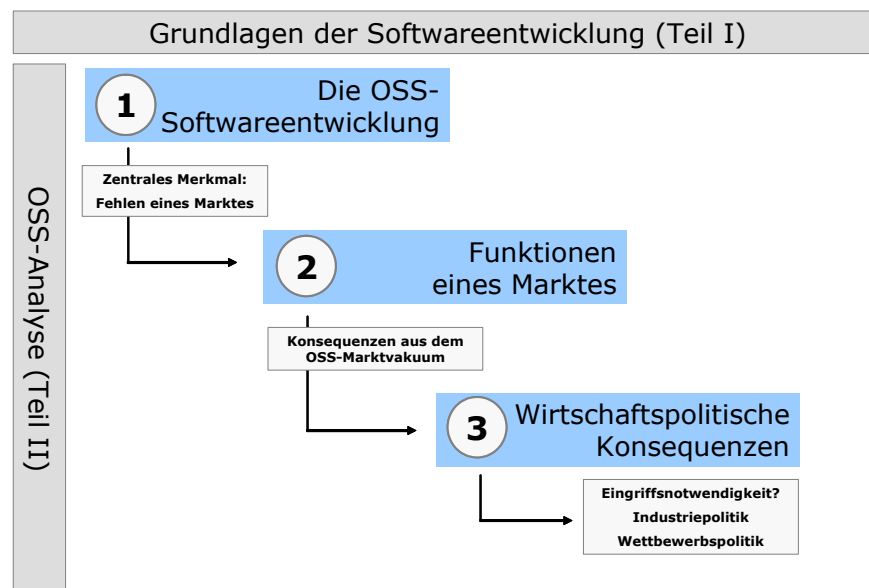 Grundlagen der Softwareentwicklung (Teil I)
OSS-Analyse (Teil II)
1
Die OSS-
Softwareentwicklung
Zentrales Merkmal:
Fehlen eines Marktes
2
Funktionen
eines Marktes
Konsequenzen aus dem
OSS-Marktvakuum
3
Wirtschaftspolitische
Konsequenzen
Eingriffsnotwendigkeit?
Industriepolitik
Wettbewerbspolitik